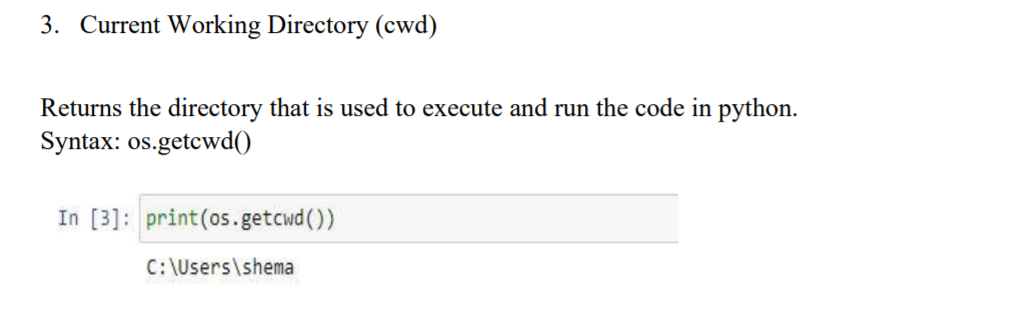 3. Current Working Directory (cwd)
Returns the directory that is used to execute and run the code in python.
Syntax: os.getcwd()
In [3]: print(os.getcwd())
C:\Users\shema